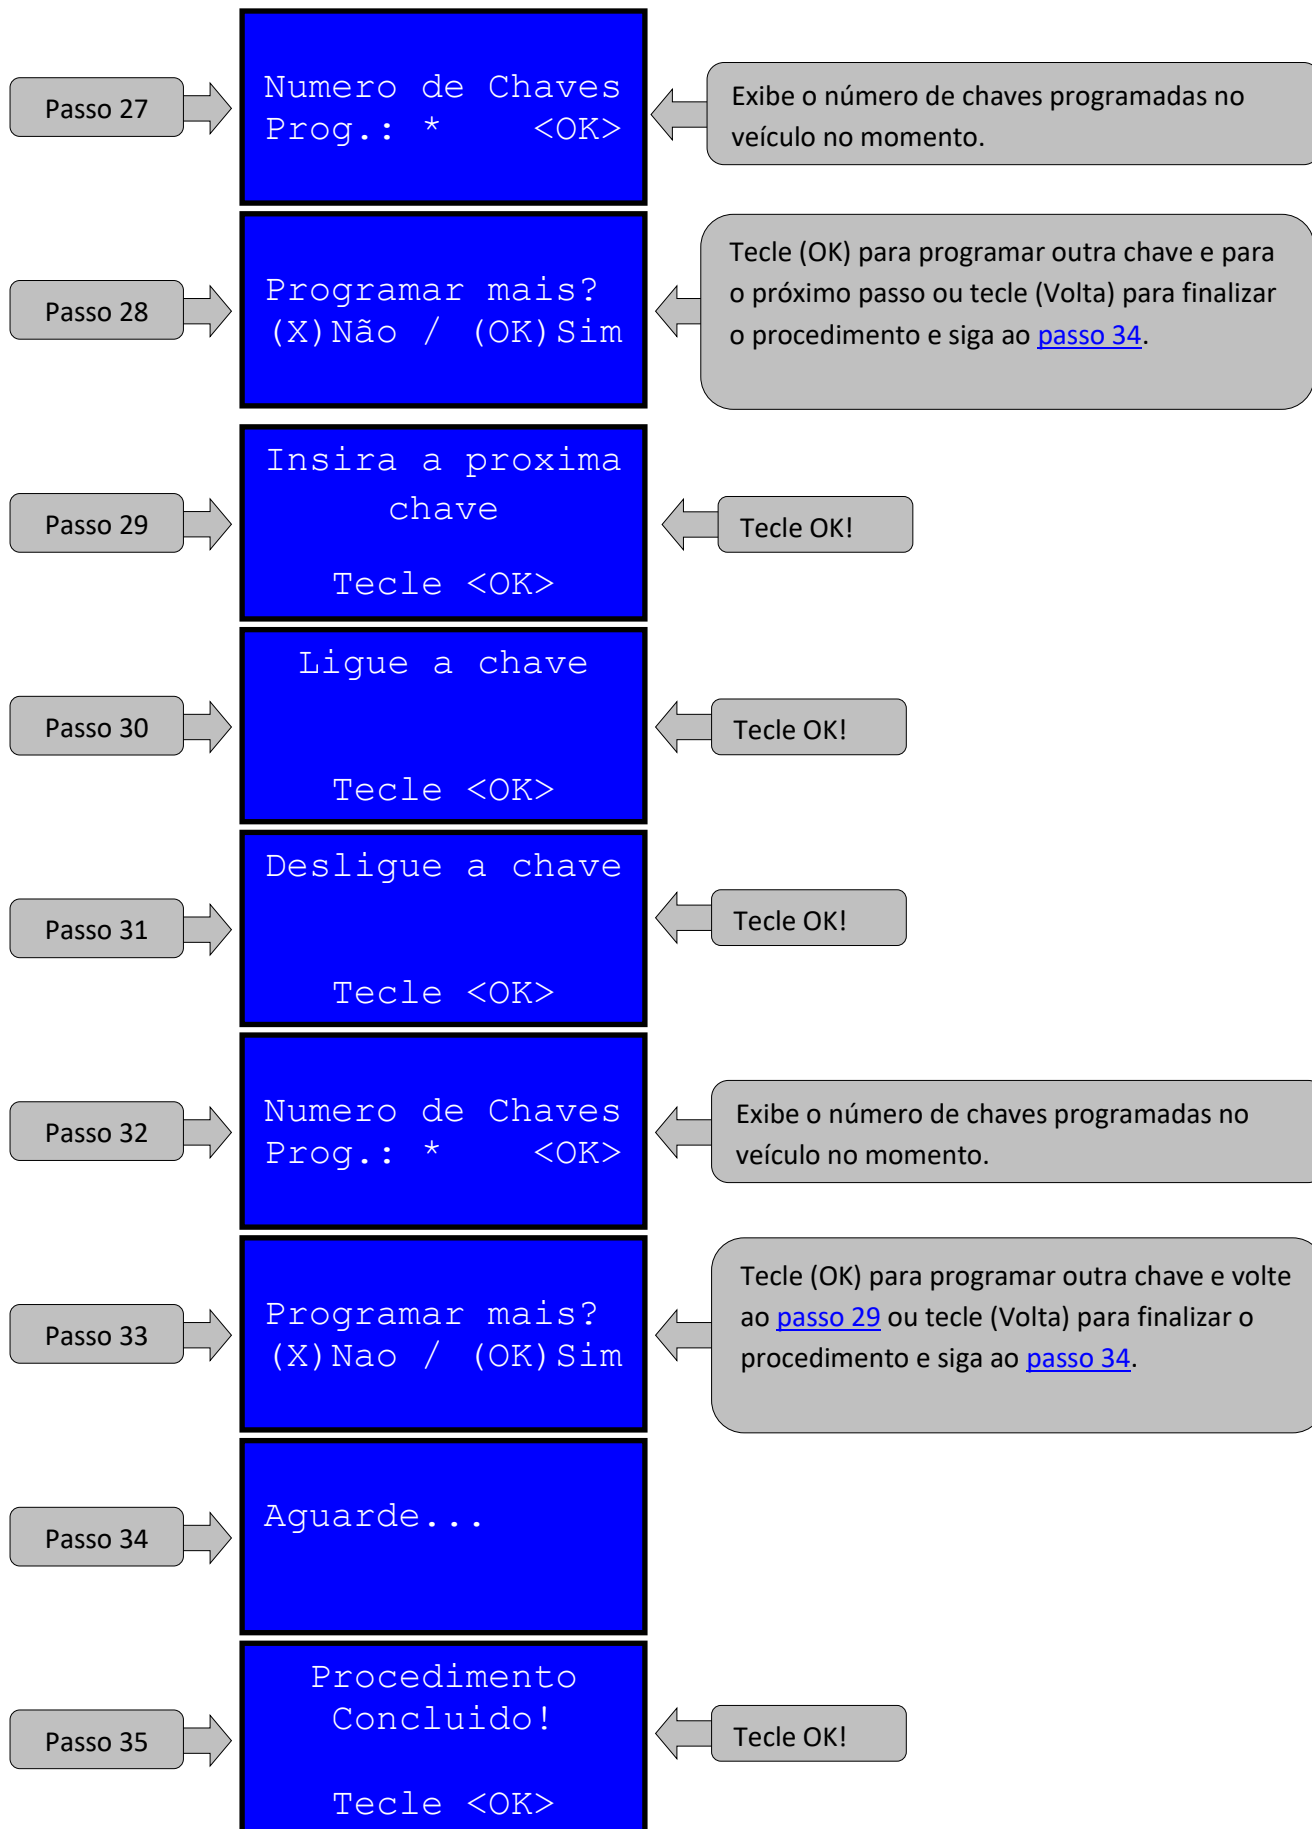 Passo 27
Numero de Chaves
Prog.: * <OK>
Exibe o número de chaves programadas no
veículo no momento.
Passo 28
Programar mais?
(X)Não / (OK)Sim
Tecle (OK) para programar outra chave e para
o próximo passo ou tecle (Volta) para finalizar
o procedimento e siga ao passo 34.
Passo 29
Insira a proxima
chave
Tecle <OK>
Tecle OK!
Passo 30
Ligue a chave
Tecle <OK>
Tecle OK!
Passo 31
Desligue a chave
Tecle <OK>
Tecle OK!
Passo 32
Numero de Chaves
Prog.: * <OK>
Exibe o número de chaves programadas no
veículo no momento.
Passo 33
Programar mais?
(X)Nao / (OK)Sim
Tecle (OK) para programar outra chave e volte
ao passo 29 ou tecle (Volta) para finalizar o
procedimento e siga ao passo 34.
Passo 34
Aguarde...
Passo 35
Procedimento
Concluido!
Tecle <OK>
Tecle OK!